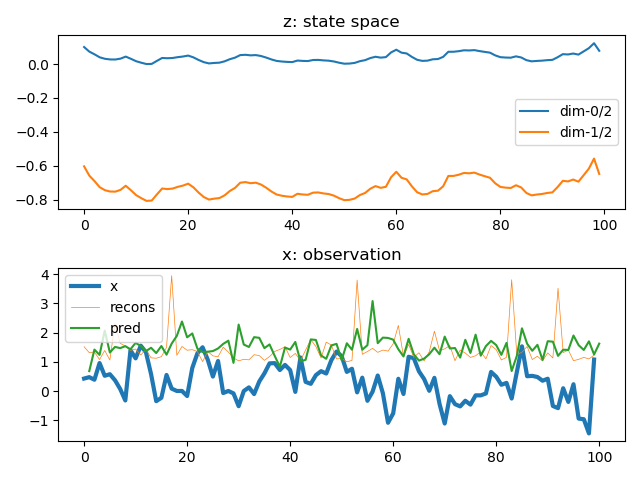 z: state space
0.0
−0.2
−0.4
−0.6
−0.8
dim-0/2
dim-1/2
0 20 40 60 80 100
x: observation
4
3
2
1
0
−1
x
recons
pred
0 20 40 60 80 100